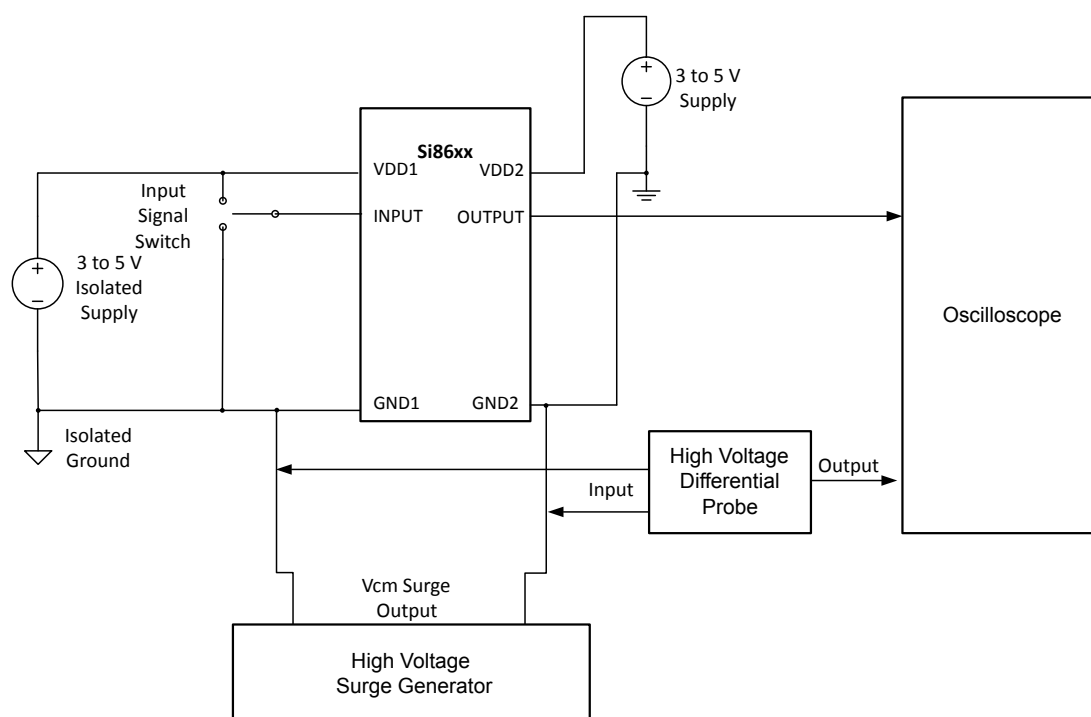 3 to 5 V
Supply
Si86xx
VDD1
VDD2
Input
Signal
Switch
INPUT
OUTPUT
3 to 5 V
Isolated
Supply
Oscilloscope
GND1
GND2
Isolated
Ground
High Voltage
Differential
Probe
Input
Output
Vcm Surge
Output
High Voltage
Surge Generator